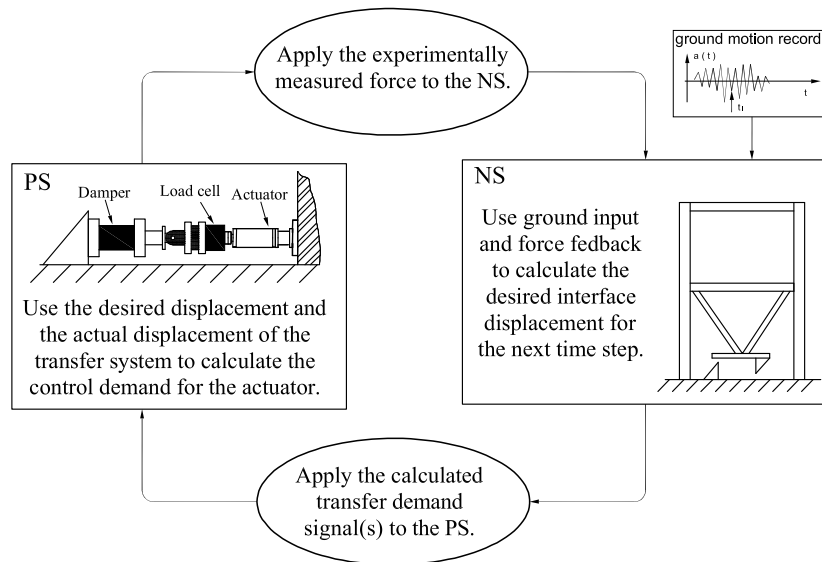 Apply the experimentally
measured force to the NS.
ground motion record
a ( t )
t
t1
PS
Damper
Load cell
Actuator
Use the desired displacement and
the actual displacement of the
transfer system to calculate the
control demand for the actuator.
NS
Use ground input
and force fedback
to calculate the
desired interface
displacement for
the next time step.
Apply the calculated
transfer demand
signal(s) to the PS.